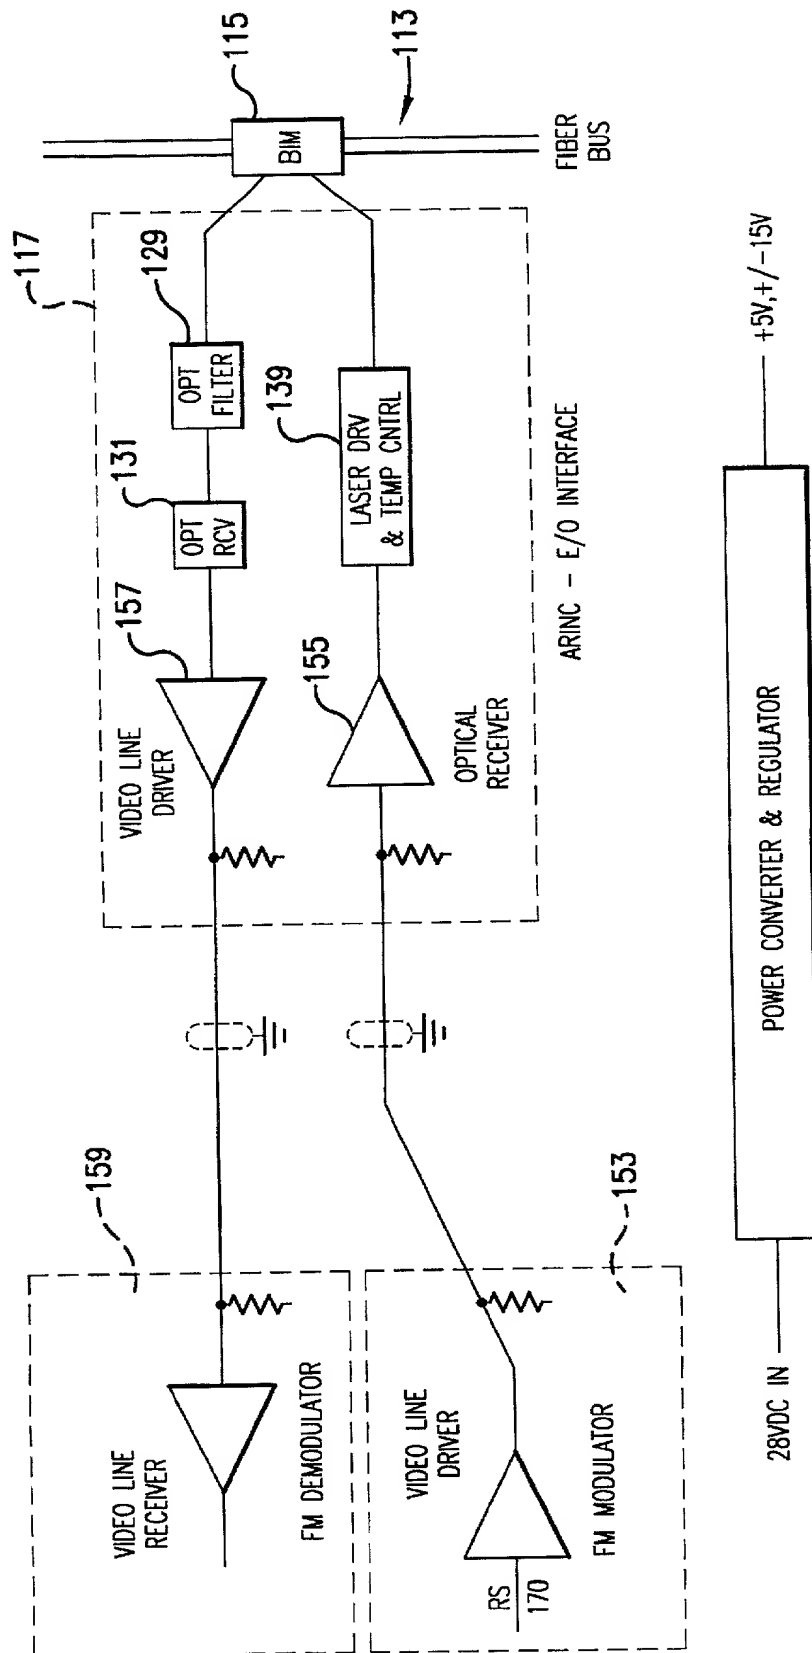 117
115
113
BIM
FIBER
BUS
129
OPT
FILTER
131
OPT
RCV
157
VIDEO LINE
DRIVER
139
LASER DRV
& TEMP CNTRL
155
OPTICAL
RECEIVER
ARINC - E/O INTERFACE
159
VIDEO LINE
RECEIVER
FM DEMODULATOR
153
VIDEO LINE
DRIVER
FM MODULATOR
RS
170
28VDC IN
POWER CONVERTER & REGULATOR
+5V,+/-15V